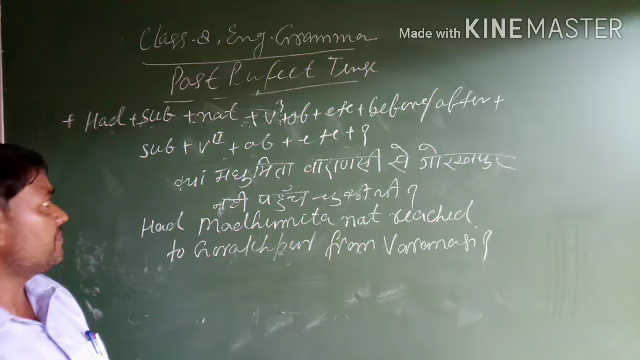 Made with KINEMASTER
Class-8, Eng. Grammar
Past Perfect Tense
+ Had + sub + not + V³ + ob + etc + before/after +
sub + V II + ob + etc + ?
क्या मधुमिता वाराणसी से गोरखपुर
नहीं पहुँच चुकी थी ?
Had Madhumita not reached
to Gorakhpur from Varanasi ?